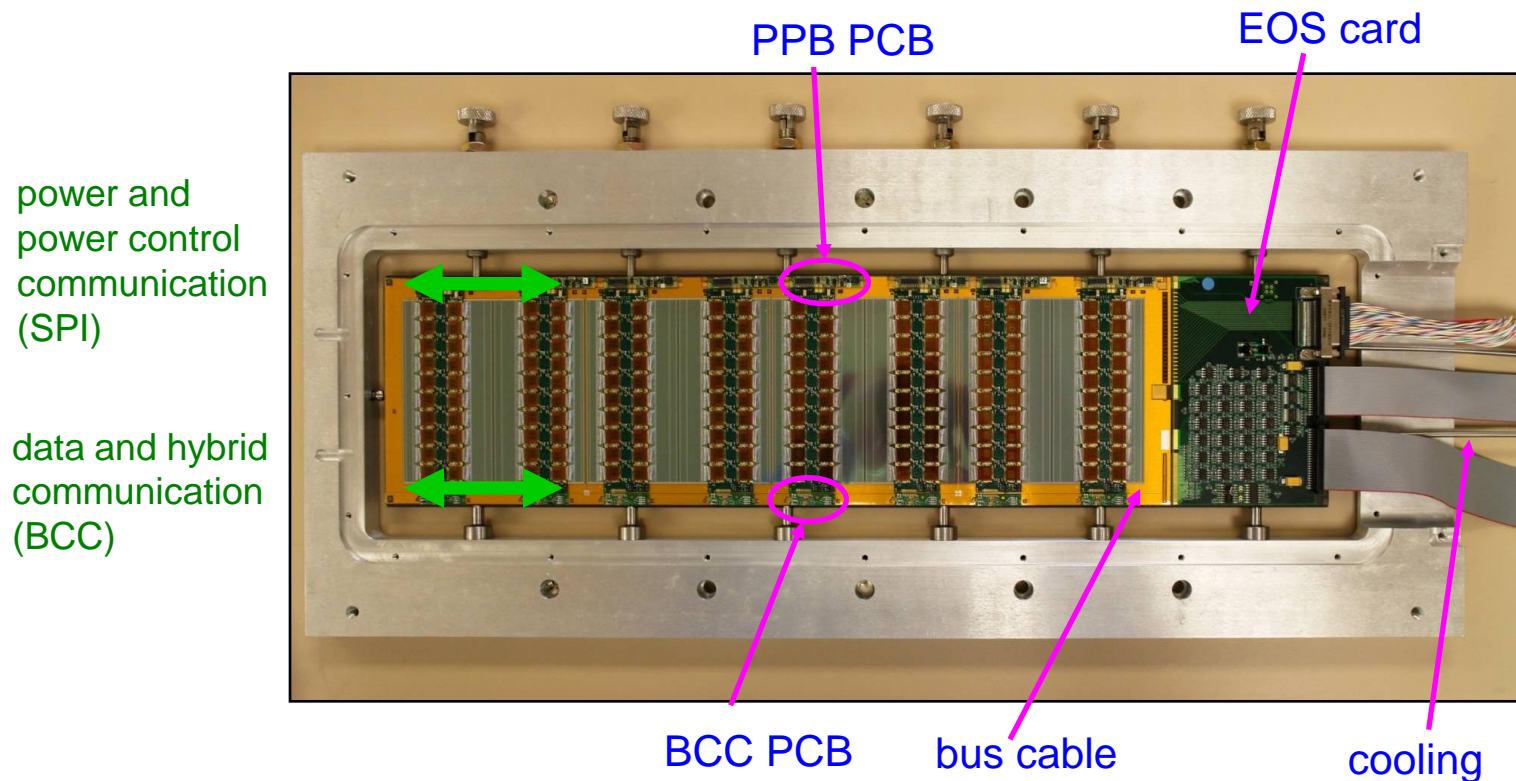 PPB PCB
EOS card
power and
power control
communication
(SPI)
data and hybrid
communication
(BCC)
BCC PCB
bus cable
cooling